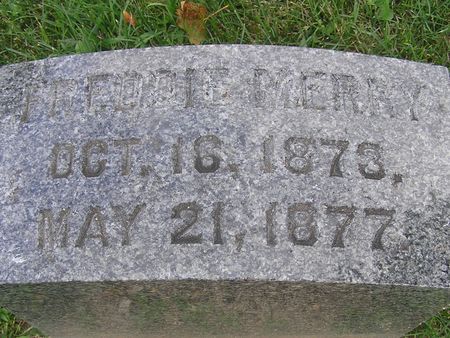 FREDDIE MERRY
OCT. 16, 1873,
MAY 21, 1877.